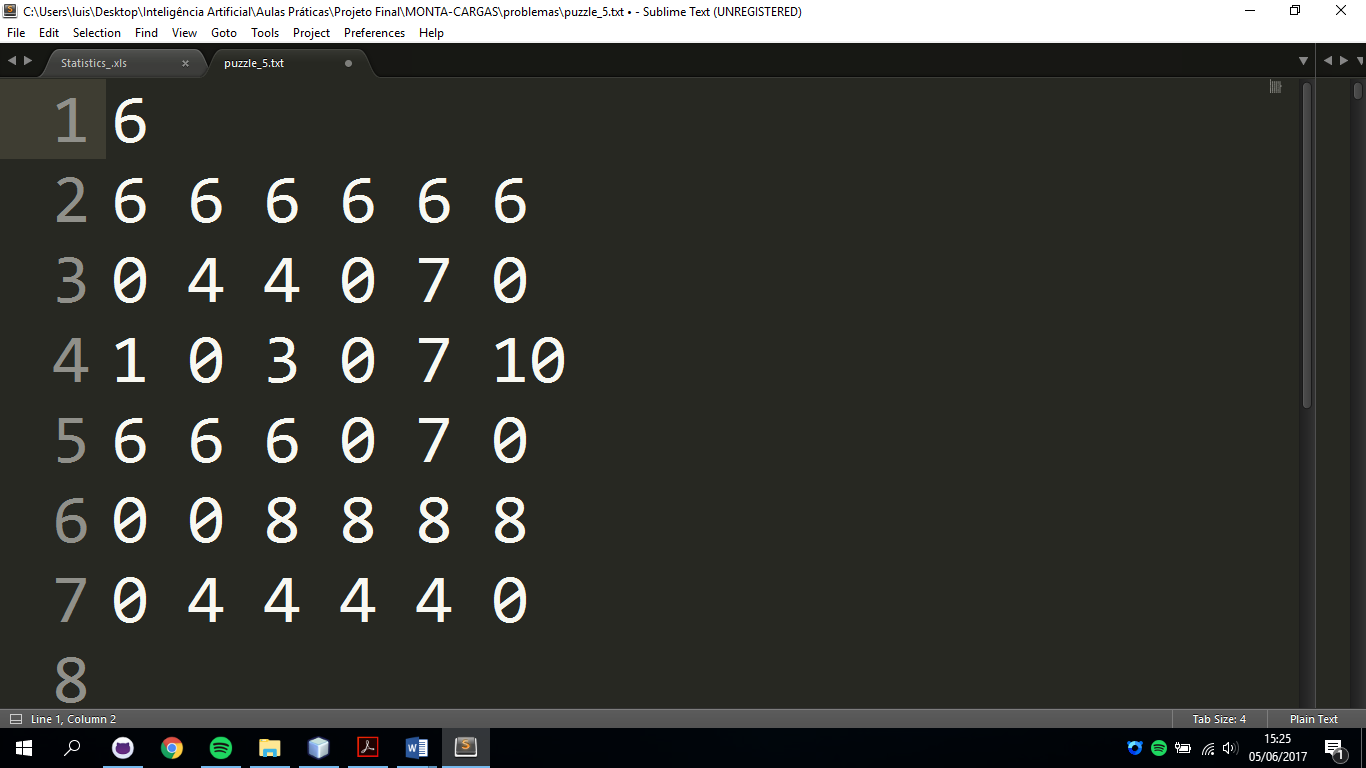 C:\Users\luis\Desktop\Inteligência Artificial\Aulas Práticas\Projeto Final\MONTA-CARGAS\problemas\puzzle_5.txt • - Sublime Text (UNREGISTERED)
File Edit Selection Find View Goto Tools Project Preferences Help
Statistics_.xls × puzzle_5.txt
1 6
2 6 6 6 6 6 6
3 0 4 4 0 7 0
4 1 0 3 0 7 10
5 6 6 6 0 7 0
6 0 0 8 8 8 8
7 0 4 4 4 4 0
8
Line 1, Column 2 Tab Size: 4 Plain Text
15:25
05/06/2017
1